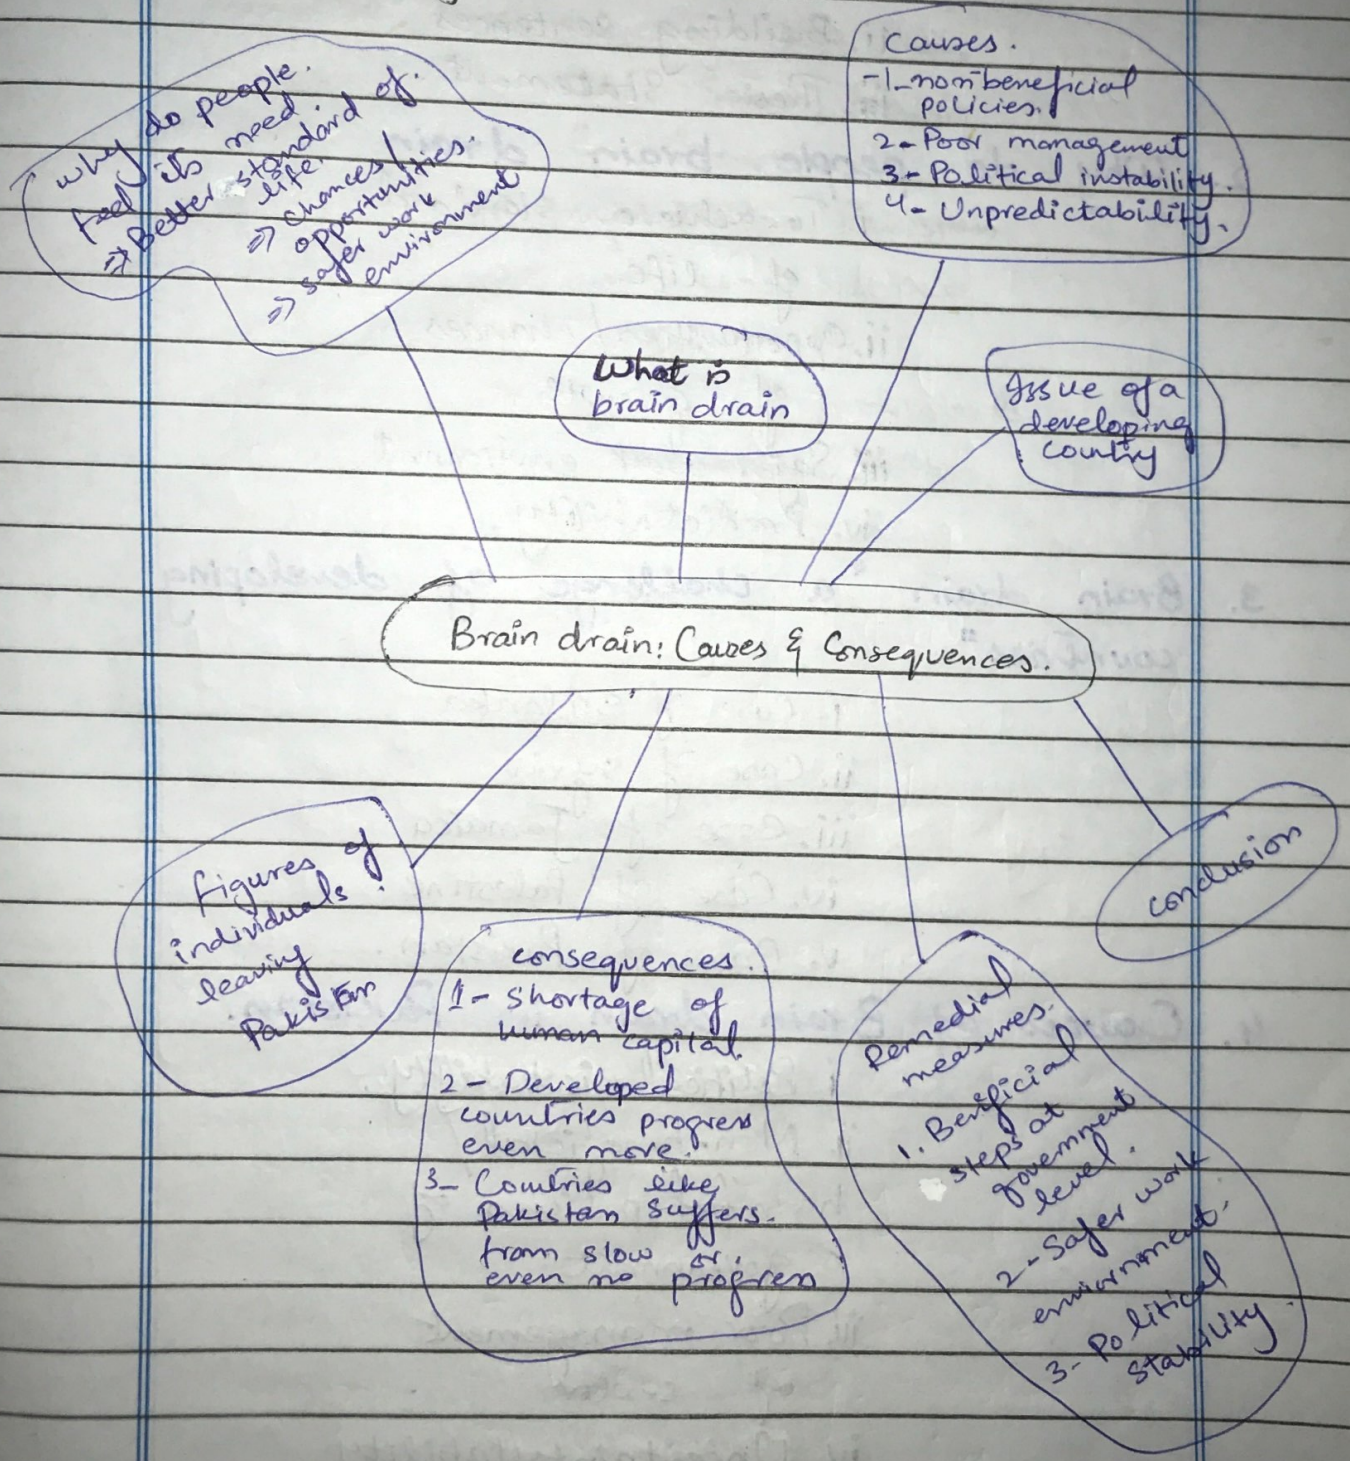 Why do people.
feel its need
=> Better standard of.
life.
=> Chances /
opportunities.
=> safer work
environment
What is
brain drain
Causes.
-1-non beneficial
policies.
2- Poor management
3- Political instability.
4- Unpredictability.
Issue of a
developing
country
Brain drain: Causes & Consequences.
figures of
individuals.
leaving
Pakistan
consequences.
1- Shortage of
human capital.
2- Developed
countries progress
even more.
3- Countries like
Pakistan suffers.
from slow or.
even no progress
Remedial
measures.
1. Beneficial
steps at
government
level.
2- Safer work
enviornment.
3- Political
stability.
Conclusion